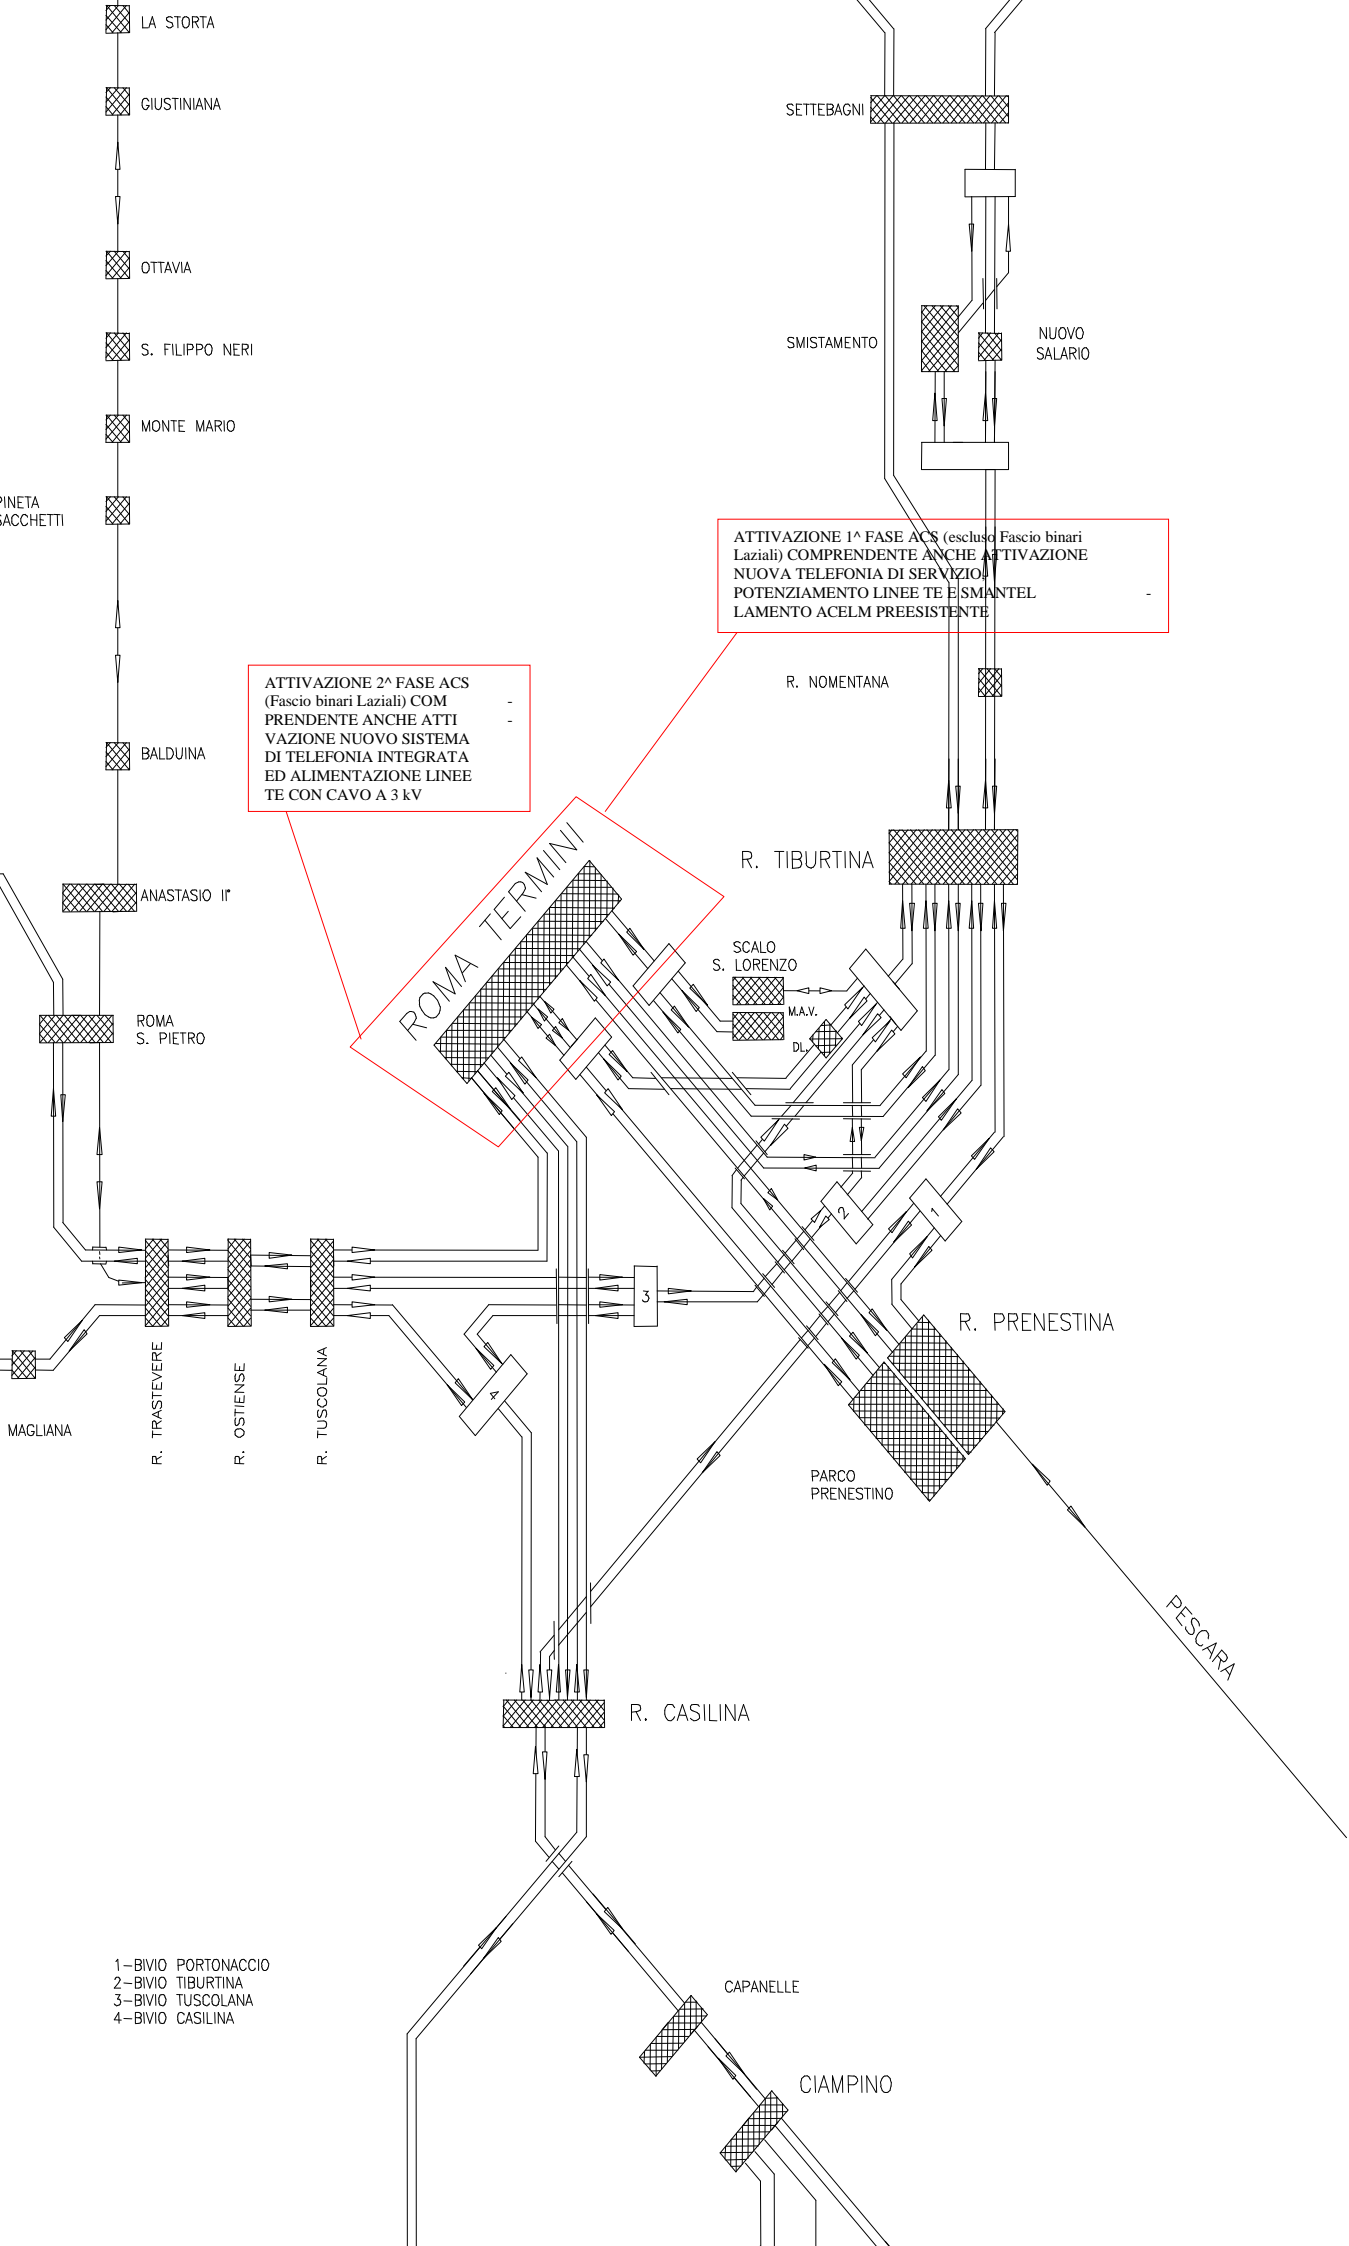 LA STORTA
GIUSTINIANA
SETTEBAGNI
OTTAVIA
S. FILIPPO NERI
SMISTAMENTO
NUOVO
SALARIO
MONTE MARIO
PINETA
SACCHETTI
ATTIVAZIONE 1^ FASE ACS (escluso Fascio binari
Laziali) COMPRENDENTE ANCHE ATTIVAZIONE
NUOVA TELEFONIA DI SERVIZIO,
POTENZIAMENTO LINEE TE E SMANTEL -
LAMENTO ACELM PREESISTENTE
R. NOMENTANA
ATTIVAZIONE 2^ FASE ACS
(Fascio binari Laziali) COM -
PRENDENTE ANCHE ATTI -
VAZIONE NUOVO SISTEMA
DI TELEFONIA INTEGRATA
ED ALIMENTAZIONE LINEE
TE CON CAVO A 3 kV
BALDUINA
ROMA TERMINI
R. TIBURTINA
ANASTASIO II°
SCALO
S. LORENZO
M.A.V.
DL.
ROMA
S. PIETRO
2
1
3
4
R. PRENESTINA
R. TRASTEVERE
R. OSTIENSE
R. TUSCOLANA
MAGLIANA
PARCO
PRENESTINO
PESCARA
R. CASILINA
1-BIVIO PORTONACCIO
2-BIVIO TIBURTINA
3-BIVIO TUSCOLANA
4-BIVIO CASILINA
CAPANELLE
CIAMPINO